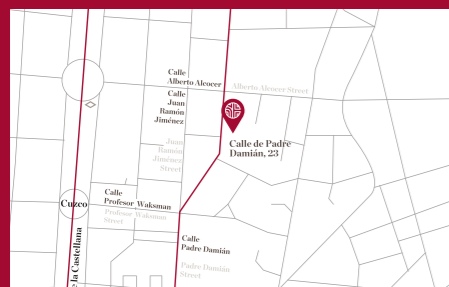 Calle
Alberto Alcocer
Alberto Alcocer Street
Calle
Juan
Ramón
Jiménez
Juan
Ramón
Jiménez
Street
Calle de Padre
Damián, 23
Calle
Profesor Waksman
Profesor Waksman
Street
Cuzco
Calle
Padre Damián
Padre Damián
Street
e la Castellana